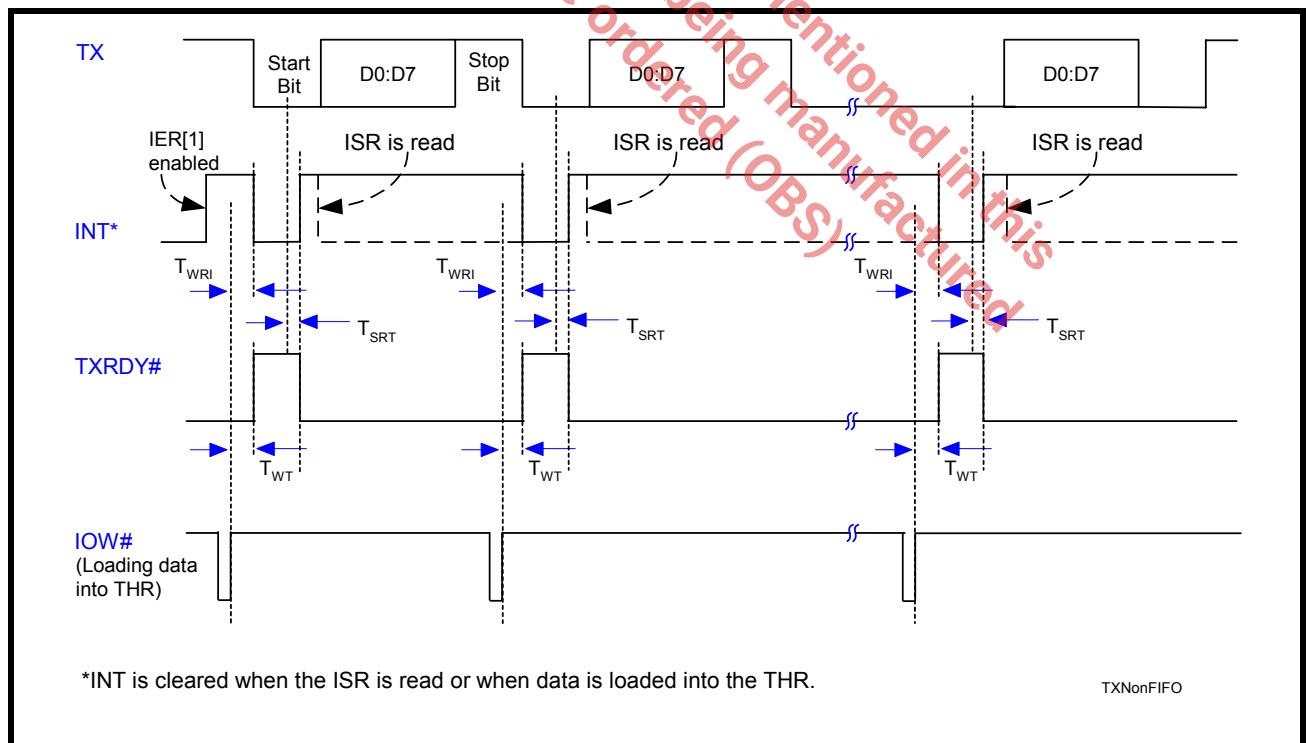 TX
Start
Bit
D0:D7
Stop
Bit
D0:D7
D0:D7
IER[1]
enabled
ISR is read
ISR is read
ISR is read
INT*
TWRI
TWRI
TWRI
TSRT
TSRT
TSRT
TXRDY#
TWT
TWT
TWT
IOW#
(Loading data
into THR)
*INT is cleared when the ISR is read or when data is loaded into the THR.
TXNonFIFO
mentioned in this
being manufactured
ordered (OBS)